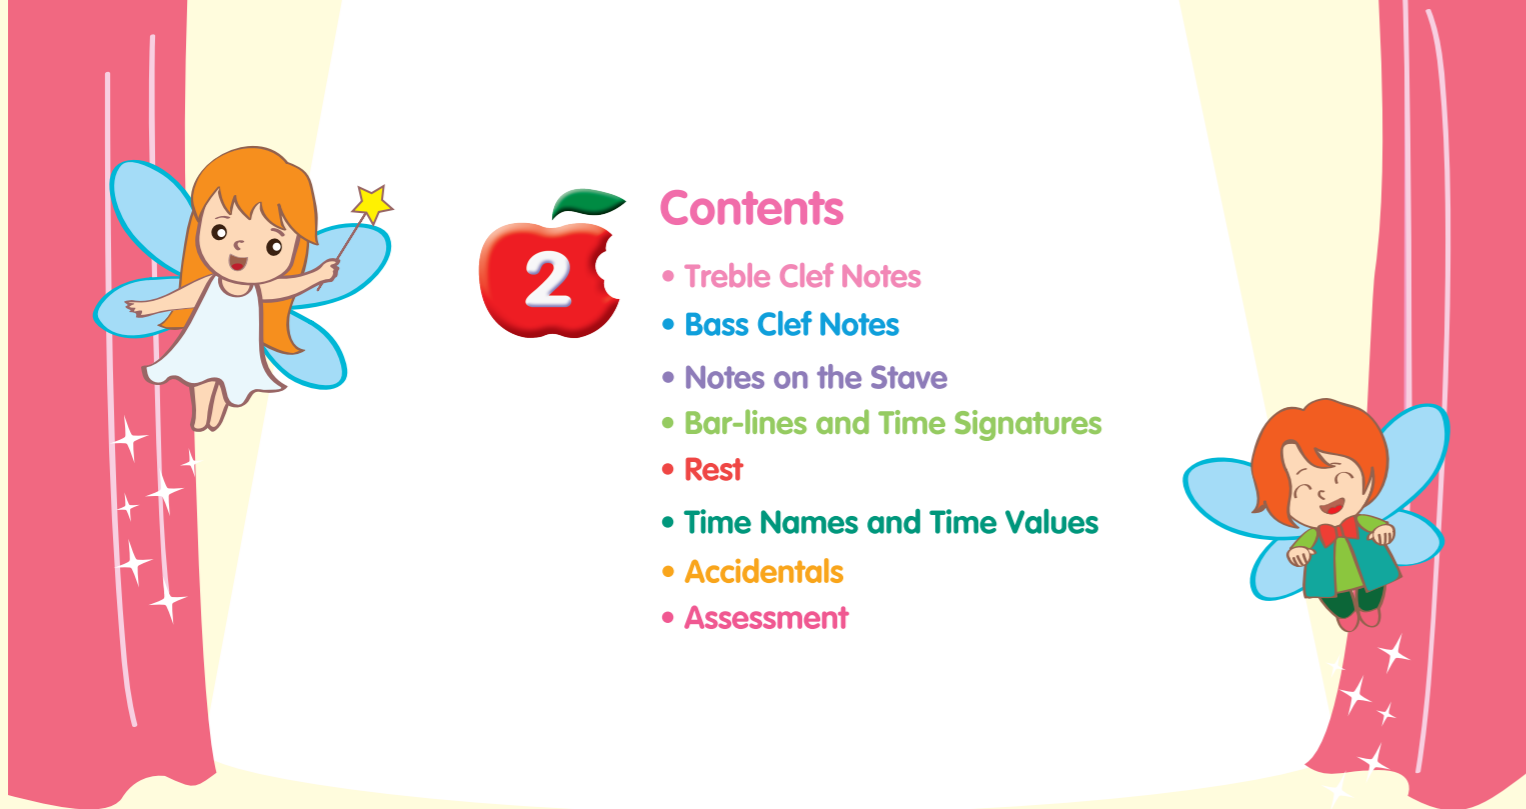 2
Contents
• Treble Clef Notes
• Bass Clef Notes
• Notes on the Stave
• Bar-lines and Time Signatures
• Rest
• Time Names and Time Values
• Accidentals
• Assessment